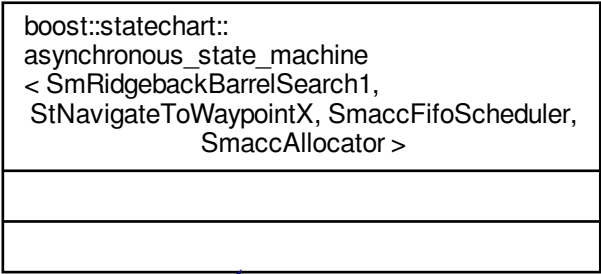 boost::statechart::
asynchronous_state_machine
< SmRidgebackBarrelSearch1,
StNavigateToWaypointX, SmaccFifoScheduler,
SmaccAllocator >